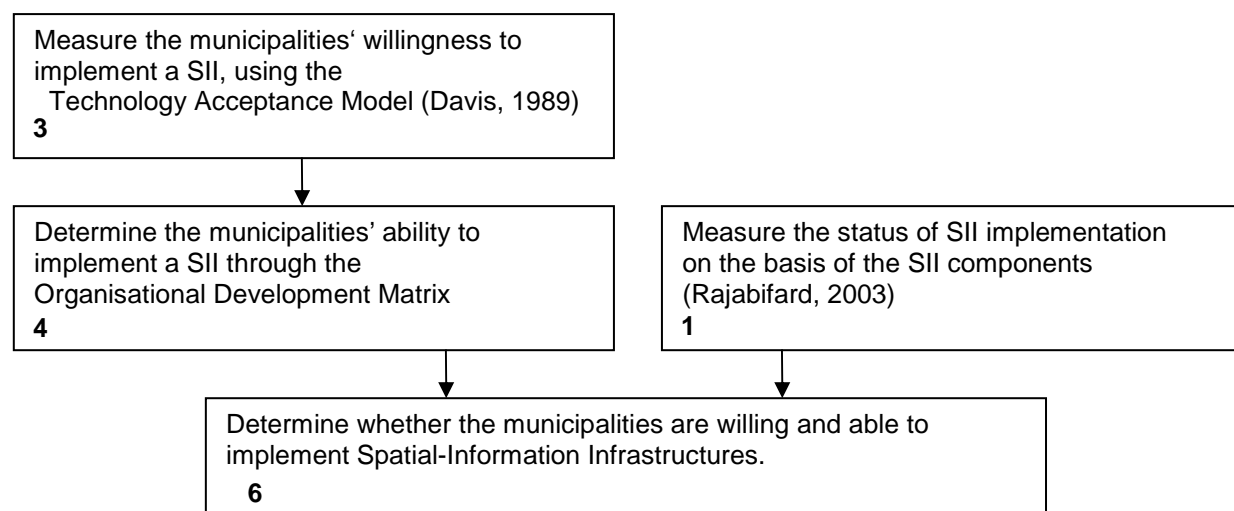 Measure the municipalities‘ willingness to
implement a SII, using the
Technology Acceptance Model (Davis, 1989)
3
Determine the municipalities’ ability to
implement a SII through the
Organisational Development Matrix
4
Measure the status of SII implementation
on the basis of the SII components
(Rajabifard, 2003)
1
Determine whether the municipalities are willing and able to
implement Spatial-Information Infrastructures.
6